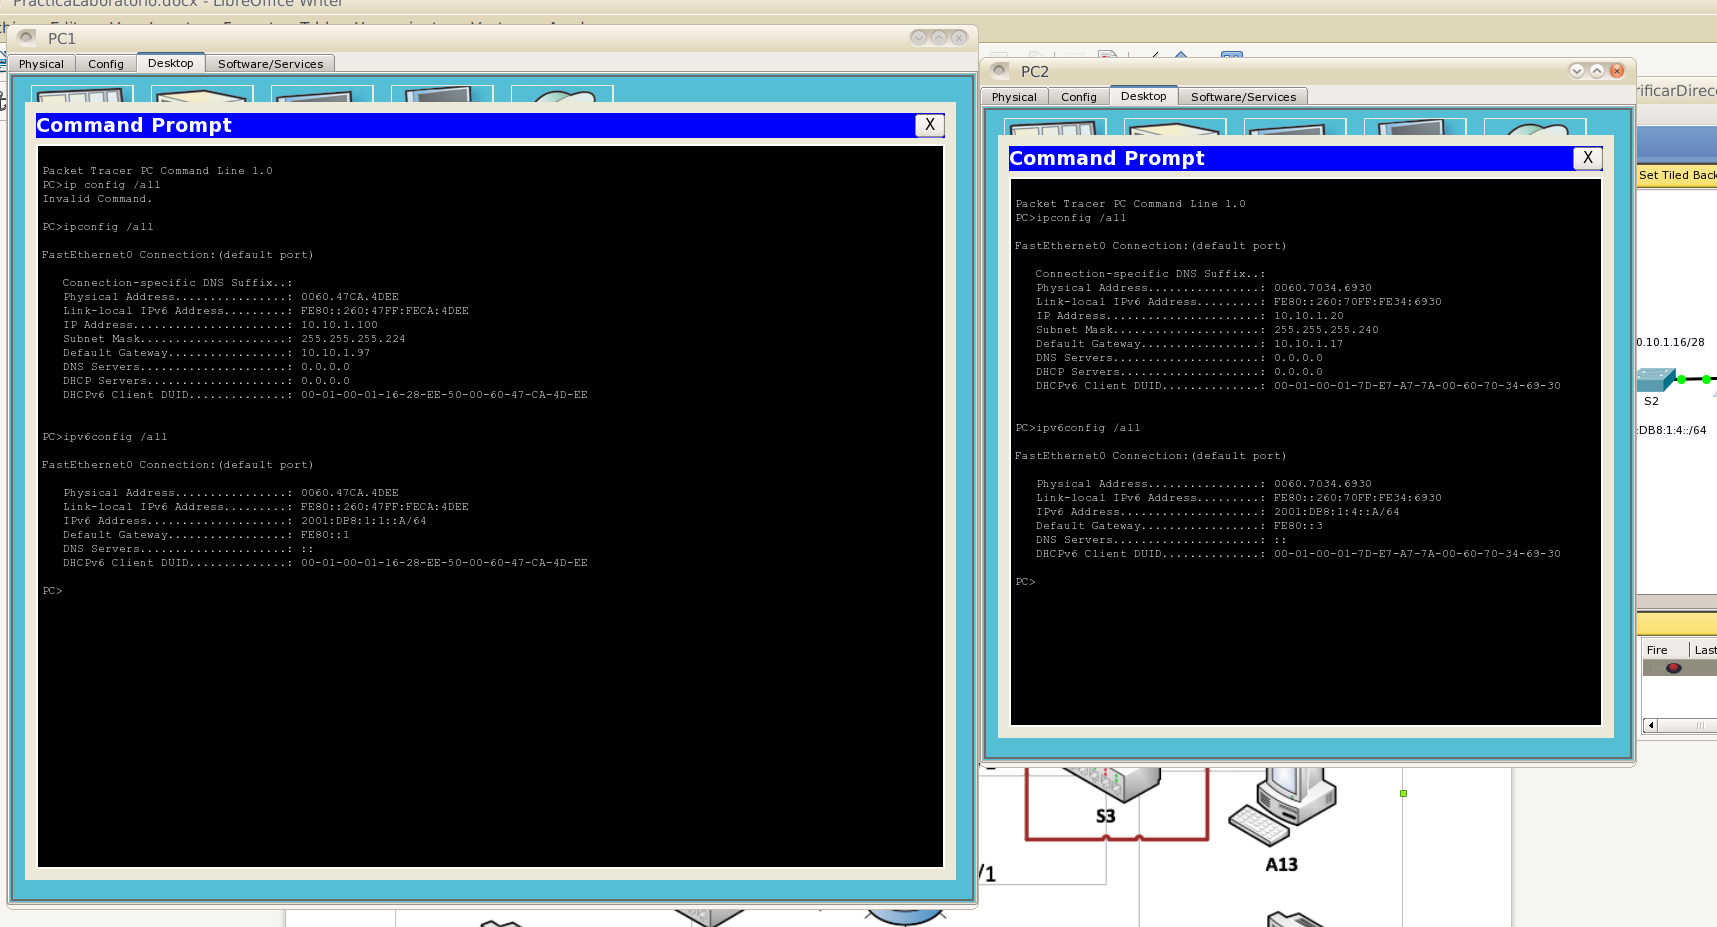 PracticaLaboratorio.docx - LibreOffice Writer
PC1
Physical Config Desktop Software/Services
Command Prompt X
Packet Tracer PC Command Line 1.0
PC>ip config /all
Invalid Command.
PC>ipconfig /all
FastEthernet0 Connection:(default port)
Connection-specific DNS Suffix..:
Physical Address................: 0060.47CA.4DEE
Link-local IPv6 Address.........: FE80::260:47FF:FECA:4DEE
IP Address......................: 10.10.1.100
Subnet Mask.....................: 255.255.255.224
Default Gateway.................: 10.10.1.97
DNS Servers.....................: 0.0.0.0
DHCP Servers....................: 0.0.0.0
DHCPv6 Client DUID..............: 00-01-00-01-16-28-EE-50-00-60-47-CA-4D-EE
PC>ipv6config /all
FastEthernet0 Connection:(default port)
Physical Address................: 0060.47CA.4DEE
Link-local IPv6 Address.........: FE80::260:47FF:FECA:4DEE
IPv6 Address....................: 2001:DB8:1:1::A/64
Default Gateway.................: FE80::1
DNS Servers.....................: ::
DHCPv6 Client DUID..............: 00-01-00-01-16-28-EE-50-00-60-47-CA-4D-EE
PC>
PC2
Physical Config Desktop Software/Services
Command Prompt X
Packet Tracer PC Command Line 1.0
PC>ipconfig /all
FastEthernet0 Connection:(default port)
Connection-specific DNS Suffix..:
Physical Address................: 0060.7034.6930
Link-local IPv6 Address.........: FE80::260:70FF:FE34:6930
IP Address......................: 10.10.1.20
Subnet Mask.....................: 255.255.255.240
Default Gateway.................: 10.10.1.17
DNS Servers.....................: 0.0.0.0
DHCP Servers....................: 0.0.0.0
DHCPv6 Client DUID..............: 00-01-00-01-7D-E7-A7-7A-00-60-70-34-69-30
PC>ipv6config /all
FastEthernet0 Connection:(default port)
Physical Address................: 0060.7034.6930
Link-local IPv6 Address.........: FE80::260:70FF:FE34:6930
IPv6 Address....................: 2001:DB8:1:4::A/64
Default Gateway.................: FE80::3
DNS Servers.....................: ::
DHCPv6 Client DUID..............: 00-01-00-01-7D-E7-A7-7A-00-60-70-34-69-30
PC>
rificarDirecc
Set Tiled Back
0.10.1.16/28
S2
:DB8:1:4::/64
Fire Last
S3
A13
/1